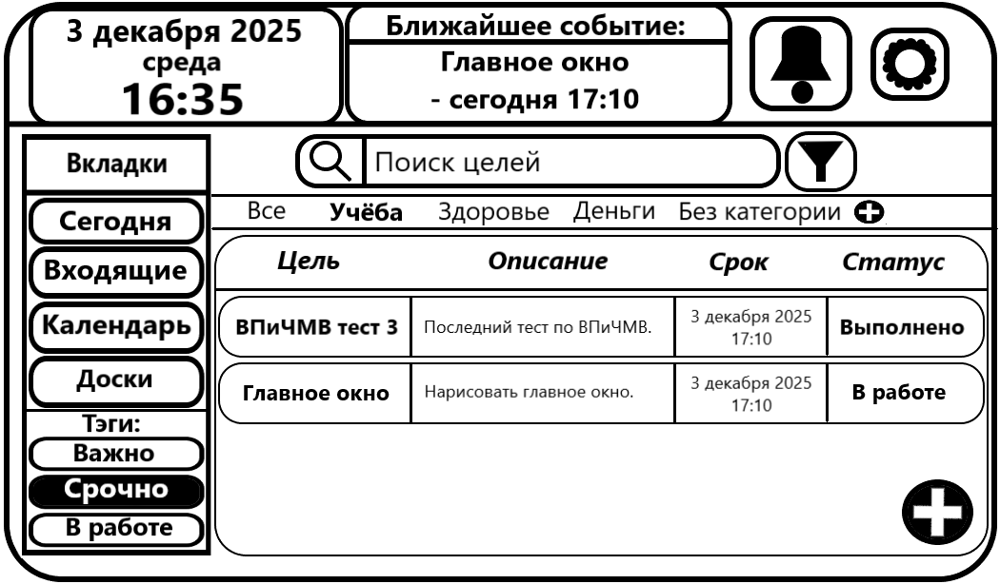 3 декабря 2025
среда
16:35
Ближайшее событие:
Главное окно
- сегодня 17:10
Вкладки
Сегодня
Входящие
Календарь
Доски
Тэги:
Важно
Срочно
В работе
Поиск целей
Все Учёба Здоровье Деньги Без категории
Цель Описание Срок Статус
ВПиЧМВ тест 3 Последний тест по ВПиЧМВ. 3 декабря 2025 17:10 Выполнено
Главное окно Нарисовать главное окно. 3 декабря 2025 17:10 В работе